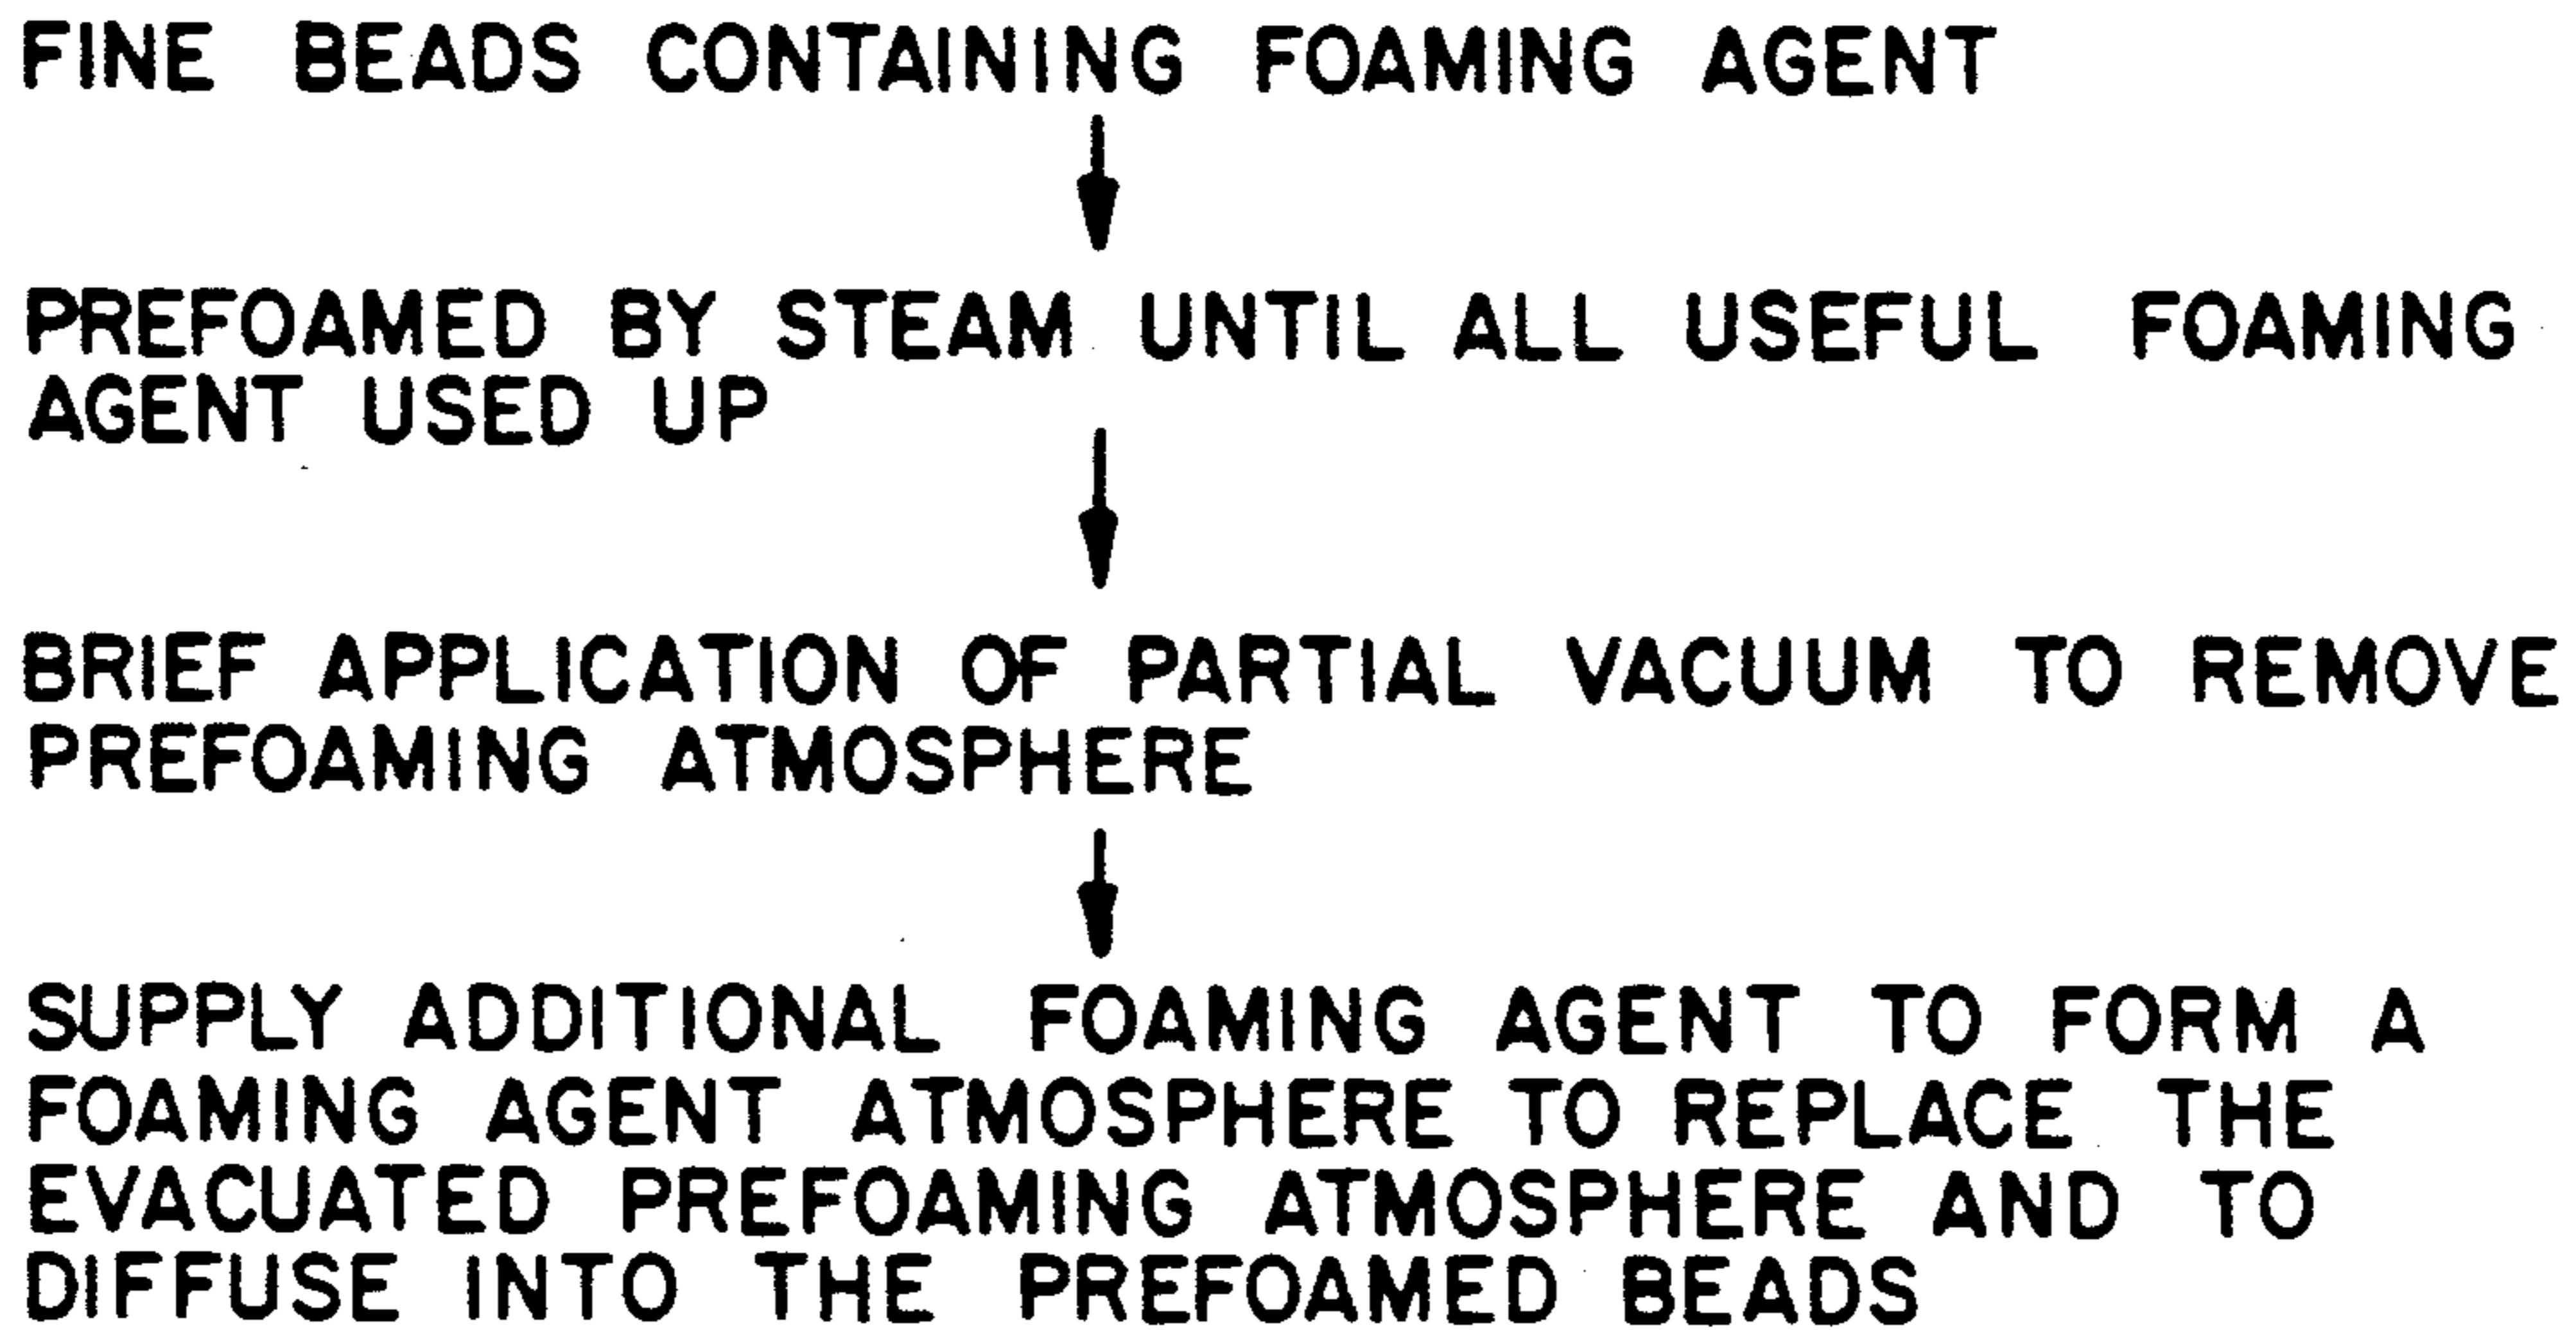 FINE BEADS CONTAINING FOAMING AGENT
PREFOAMED BY STEAM UNTIL ALL USEFUL FOAMING
AGENT USED UP
BRIEF APPLICATION OF PARTIAL VACUUM TO REMOVE
PREFOAMING ATMOSPHERE
SUPPLY ADDITIONAL FOAMING AGENT TO FORM A
FOAMING AGENT ATMOSPHERE TO REPLACE THE
EVACUATED PREFOAMING ATMOSPHERE AND TO
DIFFUSE INTO THE PREFOAMED BEADS